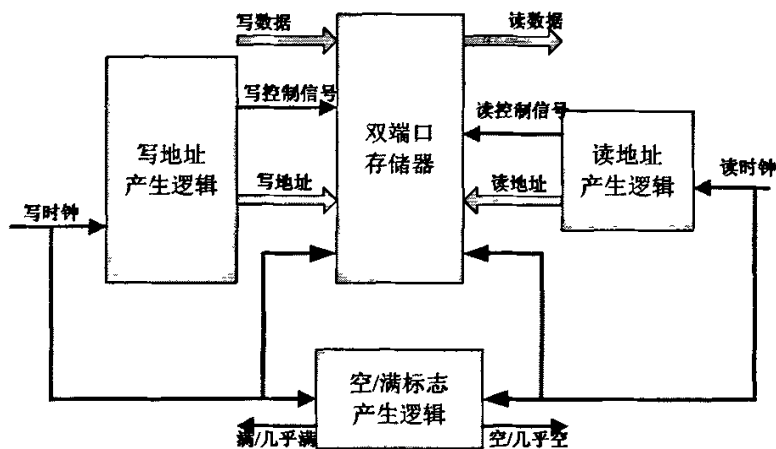 写数据
读数据
写控制信号
读控制信号
写地址
产生逻辑
双端口
存储器
读地址
产生逻辑
写地址
读地址
写时钟
读时钟
空/满标志
产生逻辑
满/几乎满
空/几乎空